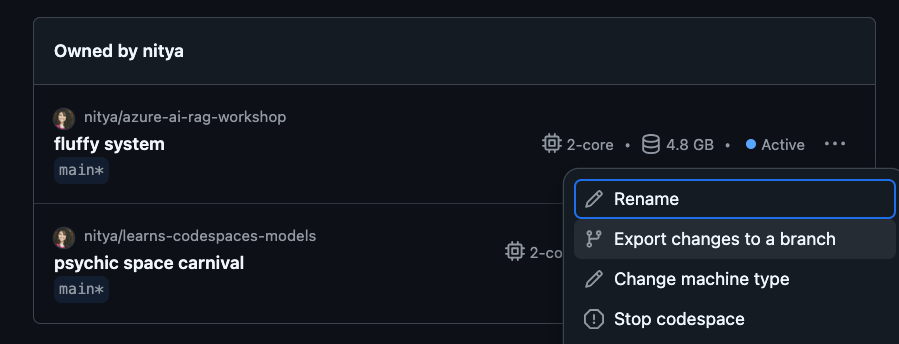 Owned by nitya
nitya/azure-ai-rag-workshop
fluffy system
2-core • 4.8 GB • Active ...
main*
Rename
nitya/learns-codespaces-models
Export changes to a branch
psychic space carnival
2-co
Change machine type
main*
Stop codespace